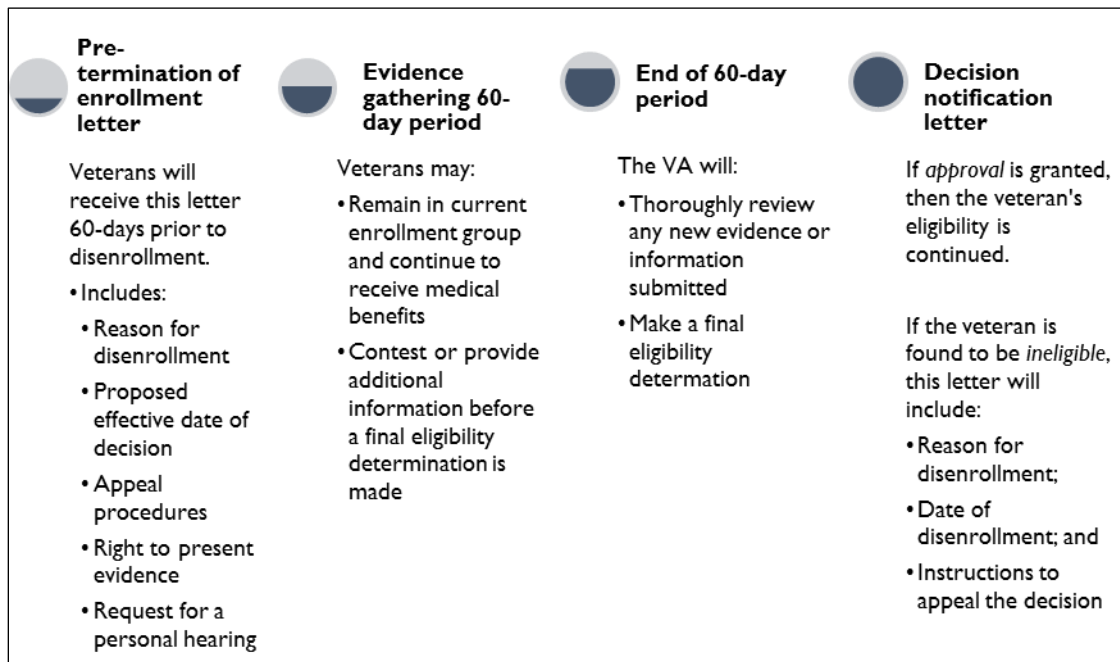 Pre-
termination of
enrollment
letter
Veterans will
receive this letter
60-days prior to
disenrollment.
• Includes:
• Reason for
disenrollment
• Proposed
effective date of
decision
• Appeal
procedures
• Right to present
evidence
• Request for a
personal hearing
Evidence
gathering 60-
day period
Veterans may:
• Remain in current
enrollment group
and continue to
receive medical
benefits
• Contest or provide
additional
information before
a final eligibility
determination is
made
End of 60-day
period
The VA will:
• Thoroughly review
any new evidence or
information
submitted
• Make a final
eligibility
determation
Decision
notification
letter
If approval is granted,
then the veteran's
eligibility is
continued.
If the veteran is
found to be ineligible,
this letter will
include:
• Reason for
disenrollment;
• Date of
disenrollment; and
• Instructions to
appeal the decision